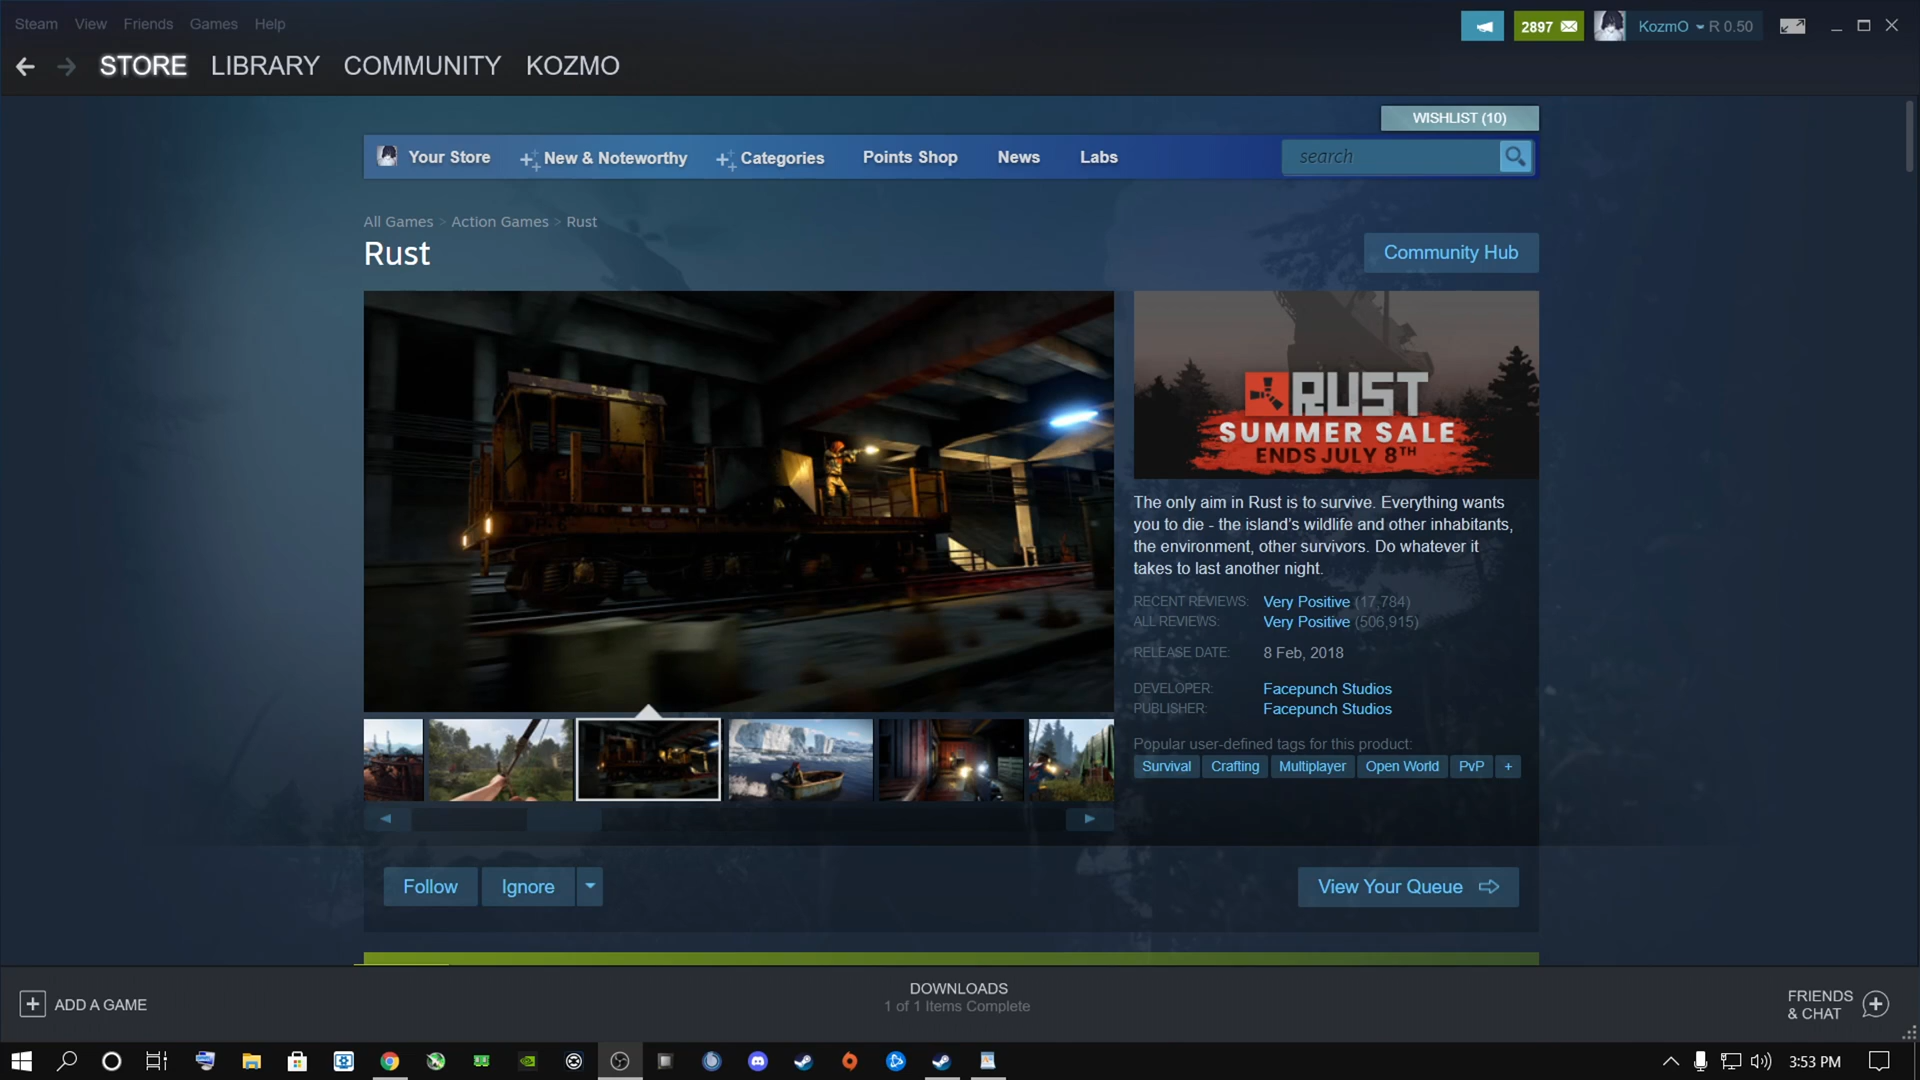 Steam View Friends Games Help
2897 KozmO R 0.50
STORE LIBRARY COMMUNITY KOZMO
WISHLIST (10)
Your Store New & Noteworthy Categories Points Shop News Labs search
All Games > Action Games > Rust
Rust
Community Hub
RUST
SUMMER SALE
ENDS JULY 8TH
The only aim in Rust is to survive. Everything wants
you to die - the island's wildlife and other inhabitants,
the environment, other survivors. Do whatever it
takes to last another night.
RECENT REVIEWS: Very Positive (17,784)
ALL REVIEWS: Very Positive (506,915)
RELEASE DATE: 8 Feb, 2018
DEVELOPER: Facepunch Studios
PUBLISHER: Facepunch Studios
Popular user-defined tags for this product:
Survival Crafting Multiplayer Open World PvP +
Follow Ignore View Your Queue
ADD A GAME
DOWNLOADS
1 of 1 Items Complete
FRIENDS
& CHAT
3:53 PM